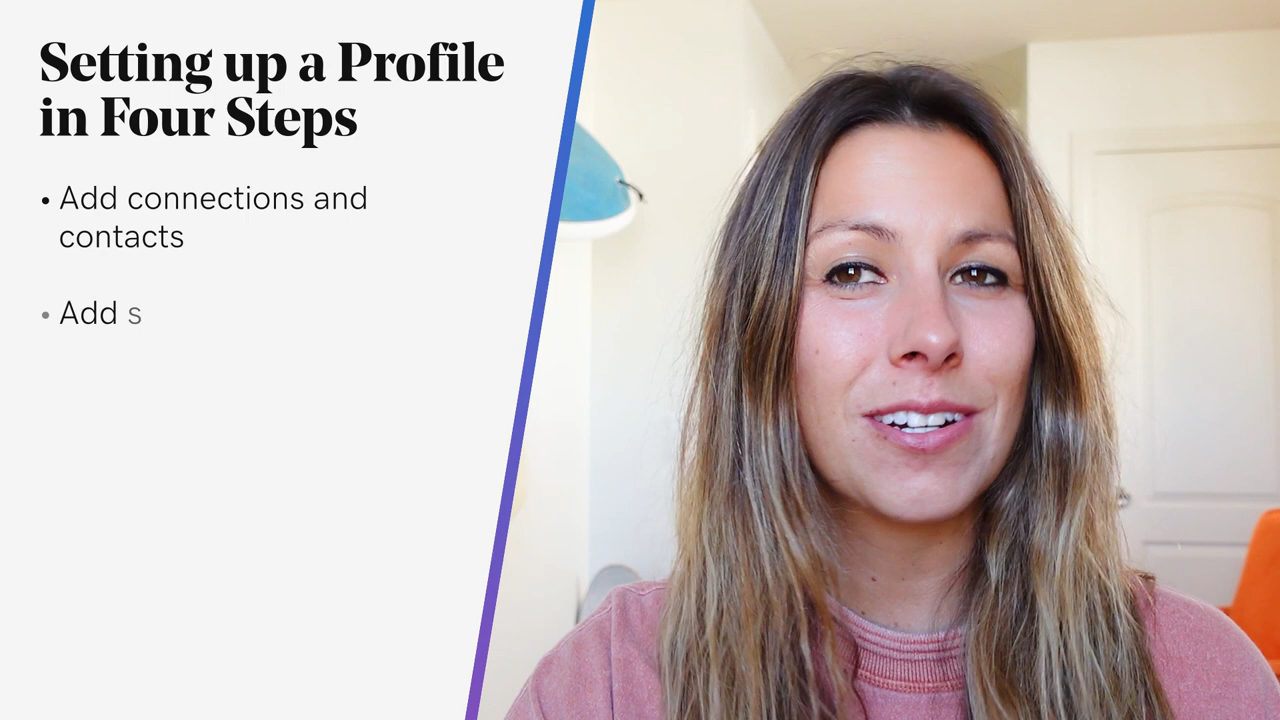 Setting up a Profile
in Four Steps
• Add connections and
contacts
• Add s